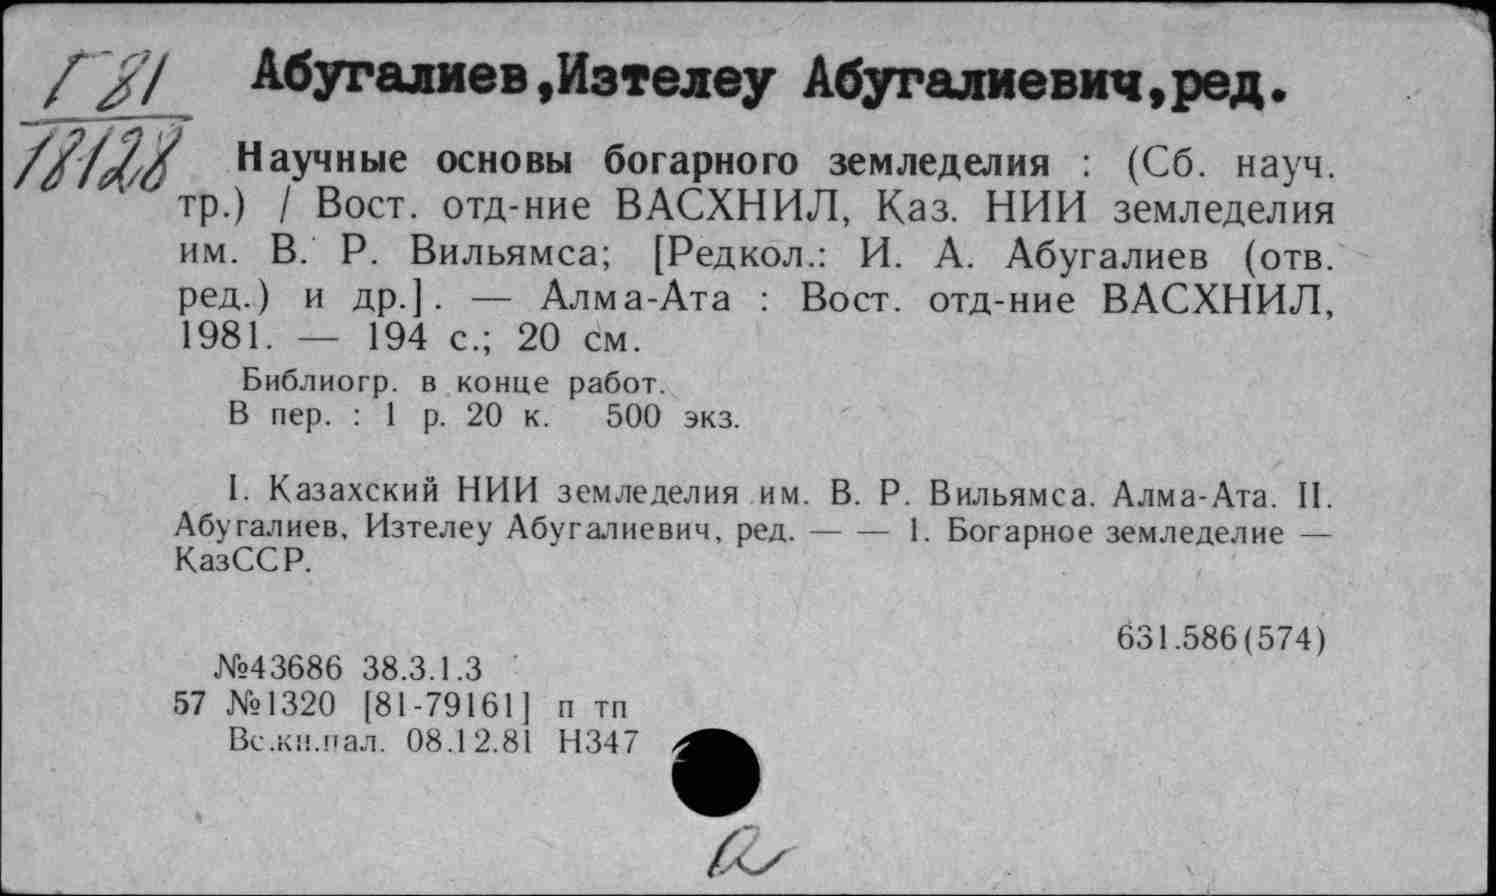 Г 81
18128
Абугалиев,Изтелеу Абугалиевич,ред.
Научные основы богарного земледелия : (Сб. науч.
тр.) / Вост. отд-ние ВАСХНИЛ, Каз. НИИ земледелия
им. В. Р. Вильямса; [Редкол.: И. А. Абугалиев (отв.
ред.) и др.]. — Алма-Ата : Вост. отд-ние ВАСХНИЛ,
1981. — 194 с.; 20 см.
Библиогр. в конце работ.
В пер. : 1 р. 20 к. 500 экз.
I. Казахский НИИ земледелия им. В. Р. Вильямса. Алма-Ата. II.
Абугалиев, Изтелеу Абугалиевич, ред. — — 1. Богарное земледелие —
КазССР.
631.586(574)
№43686 38.3.1.3
57 №1320 [81-79161] п тп
Вс.кн.пал. 08.12.81 Н347